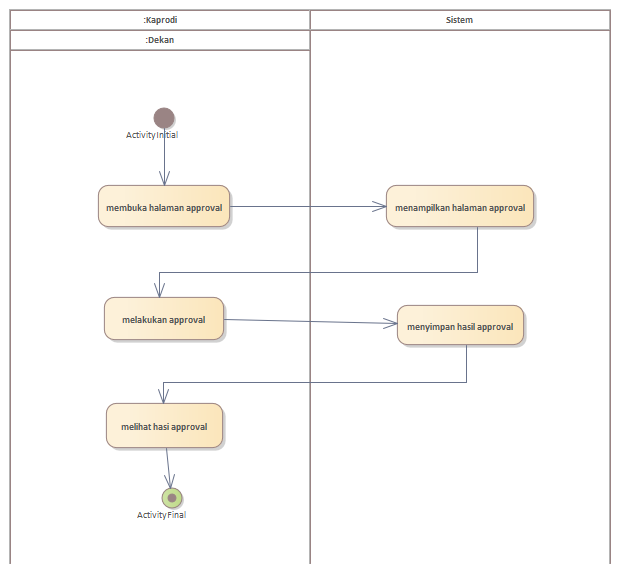 :Kaprodi
Sistem
:Dekan
ActivityInitial
membuka halaman approval
menampilkan halaman approval
melakukan approval
menyimpan hasil approval
melihat hasi approval
ActivityFinal